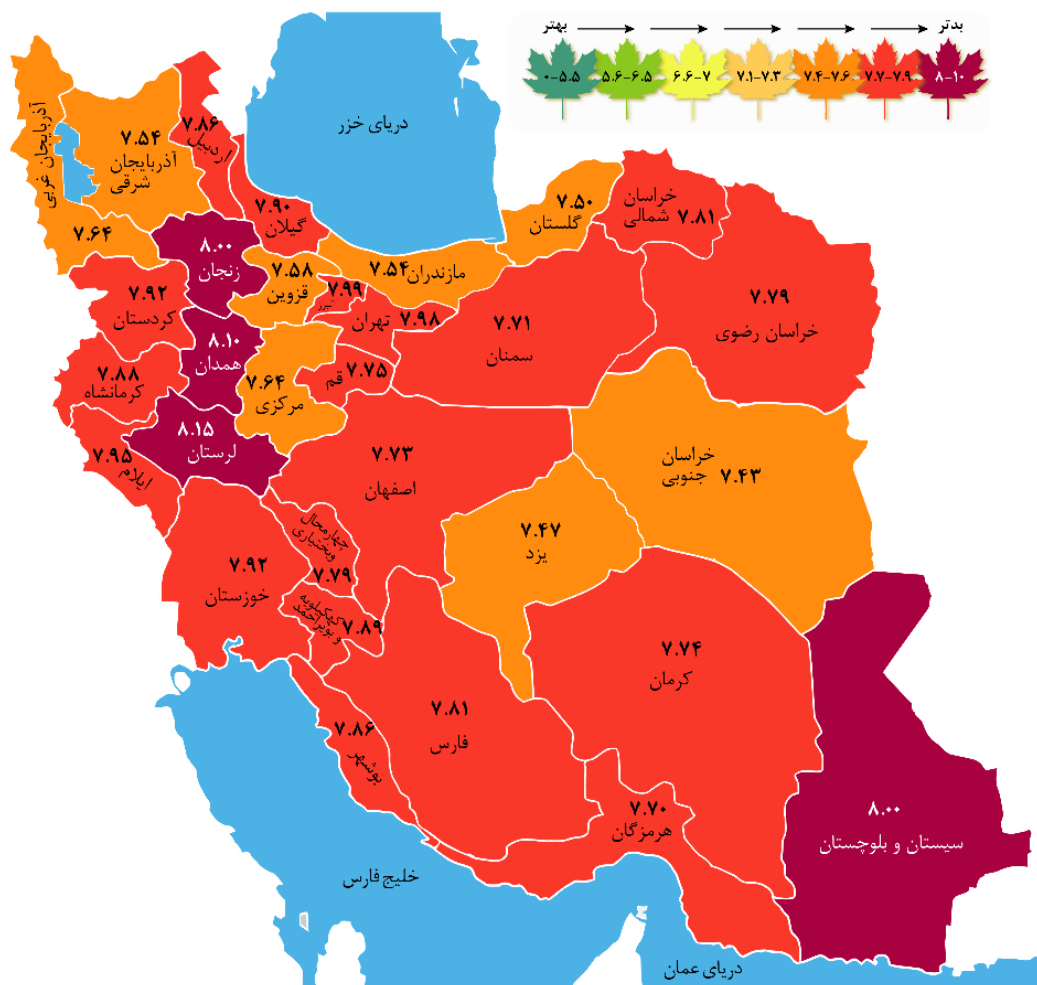 بهتر
بدتر
۰-۵.۵
۵.۶-۶.۵
۶.۶-۷
۷.۱-۷.۳
۷.۴-۷.۶
۷.۷-۷.۹
۸-۱۰
دریای خزر
آذربایجان غربی
۷.۶۴
۷.۵۴
آذربایجان
شرقی
۷.۸۶
اردبیل
۷.۹۰
گیلان
۸.۰۰
زنجان
۷.۵۸
قزوین
۷.۵۴
مازندران
۷.۵۰
گلستان
خراسان
شمالی
۷.۸۱
۷.۷۹
خراسان رضوی
۷.۹۲
کردستان
۸.۱۰
همدان
۷.۹۹
البرز
تهران
۷.۹۸
۷.۷۱
سمنان
۷.۸۸
کرمانشاه
۷.۶۴
مرکزی
قم
۷.۷۵
۸.۱۵
لرستان
۷.۹۵
ایلام
۷.۷۳
اصفهان
خراسان
جنوبی
۷.۴۳
۷.۴۷
یزد
چهارمحال
وبختیاری
۷.۷۹
۷.۹۲
خوزستان
کهکیلویه
و بویراحمد
۷.۸۹
۷.۷۴
کرمان
۷.۸۱
فارس
۷.۸۶
بوشهر
۷.۷۰
هرمزگان
۸.۰۰
سیستان و بلوچستان
خلیج فارس
دریای عمان